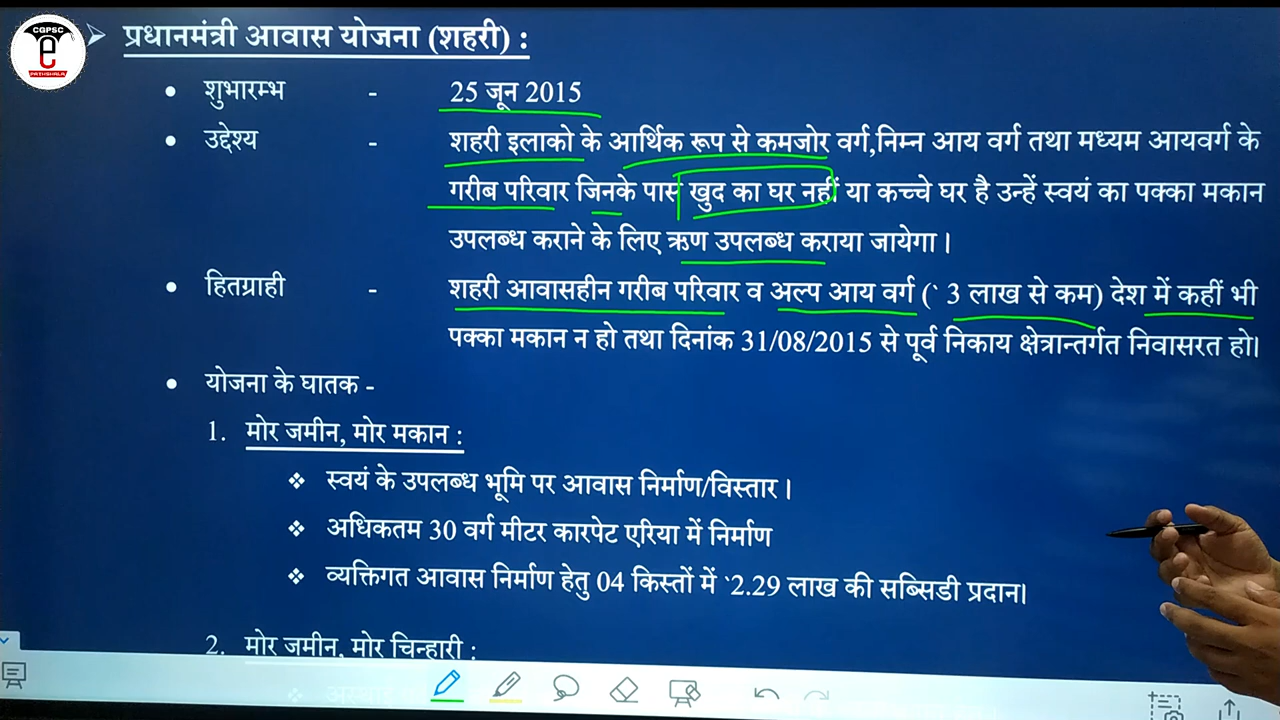 CGPSC
e
PATHSHALA
प्रधानमंत्री आवास योजना (शहरी) :
• शुभारम्भ - 25 जून 2015
• उद्देश्य - शहरी इलाको के आर्थिक रूप से कमजोर वर्ग,निम्न आय वर्ग तथा मध्यम आयवर्ग के
गरीब परिवार जिनके पास खुद का घर नहीं या कच्चे घर है उन्हें स्वयं का पक्का मकान
उपलब्ध कराने के लिए ऋण उपलब्ध कराया जायेगा ।
• हितग्राही - शहरी आवासहीन गरीब परिवार व अल्प आय वर्ग (` 3 लाख से कम) देश में कहीं भी
पक्का मकान न हो तथा दिनांक 31/08/2015 से पूर्व निकाय क्षेत्रान्तर्गत निवासरत हो।
• योजना के घातक -
1. मोर जमीन, मोर मकान :
❖ स्वयं के उपलब्ध भूमि पर आवास निर्माण/विस्तार ।
❖ अधिकतम 30 वर्ग मीटर कारपेट एरिया में निर्माण
❖ व्यक्तिगत आवास निर्माण हेतु 04 किस्तों में `2.29 लाख की सब्सिडी प्रदान।
2. मोर जमीन, मोर चिन्हारी :